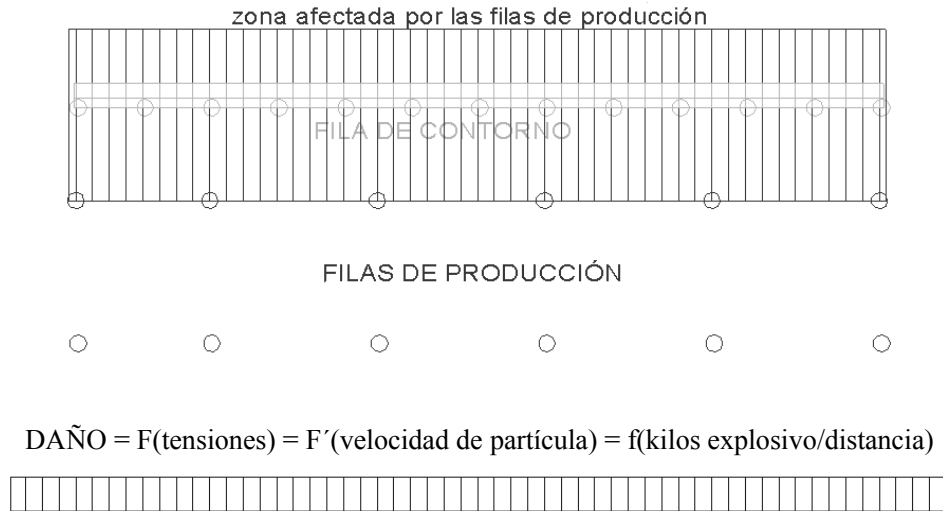 zona afectada por las filas de producción
FILA DE CONTORNO
FILAS DE PRODUCCIÓN
DAÑO = F(tensiones) = F´(velocidad de partícula) = f(kilos explosivo/distancia)